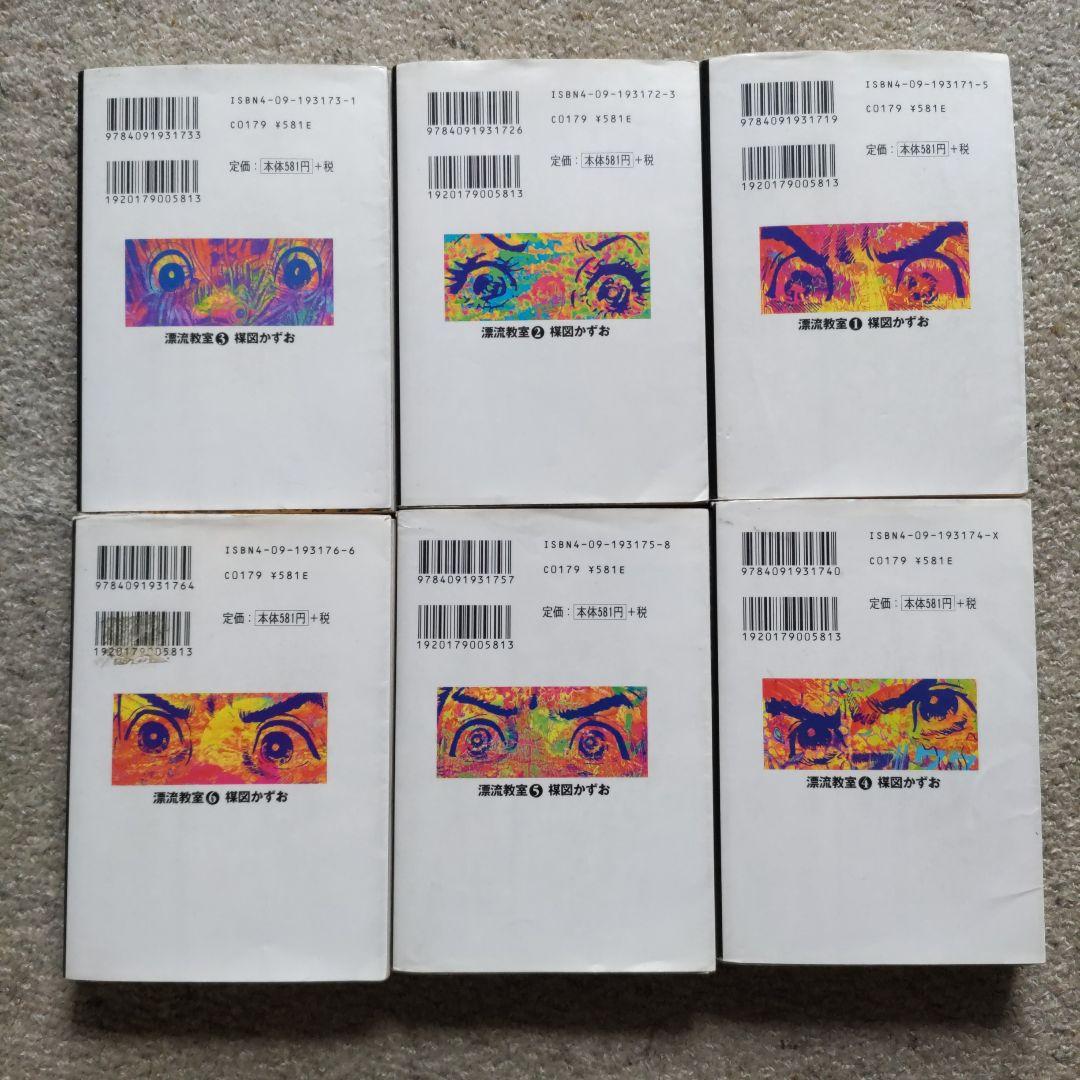 ISBN4-09-193173-1
9784091931733
C0179 ¥581E
定価：本体581円+税
1920179005813
漂流教室❸ 楳図かずお
ISBN4-09-193172-3
9784091931726
C0179 ¥581E
定価：本体581円+税
1920179005813
漂流教室❷ 楳図かずお
ISBN4-09-193171-5
9784091931719
C0179 ¥581E
定価：本体581円+税
1920179005813
漂流教室❶ 楳図かずお
ISBN4-09-193176-6
9784091931764
C0179 ¥581E
定価：本体581円+税
1920179005813
漂流教室❻ 楳図かずお
ISBN4-09-193175-8
9784091931757
C0179 ¥581E
定価：本体581円+税
1920179005813
漂流教室❺ 楳図かずお
ISBN4-09-193174-X
9784091931740
C0179 ¥581E
定価：本体581円+税
1920179005813
漂流教室❹ 楳図かずお